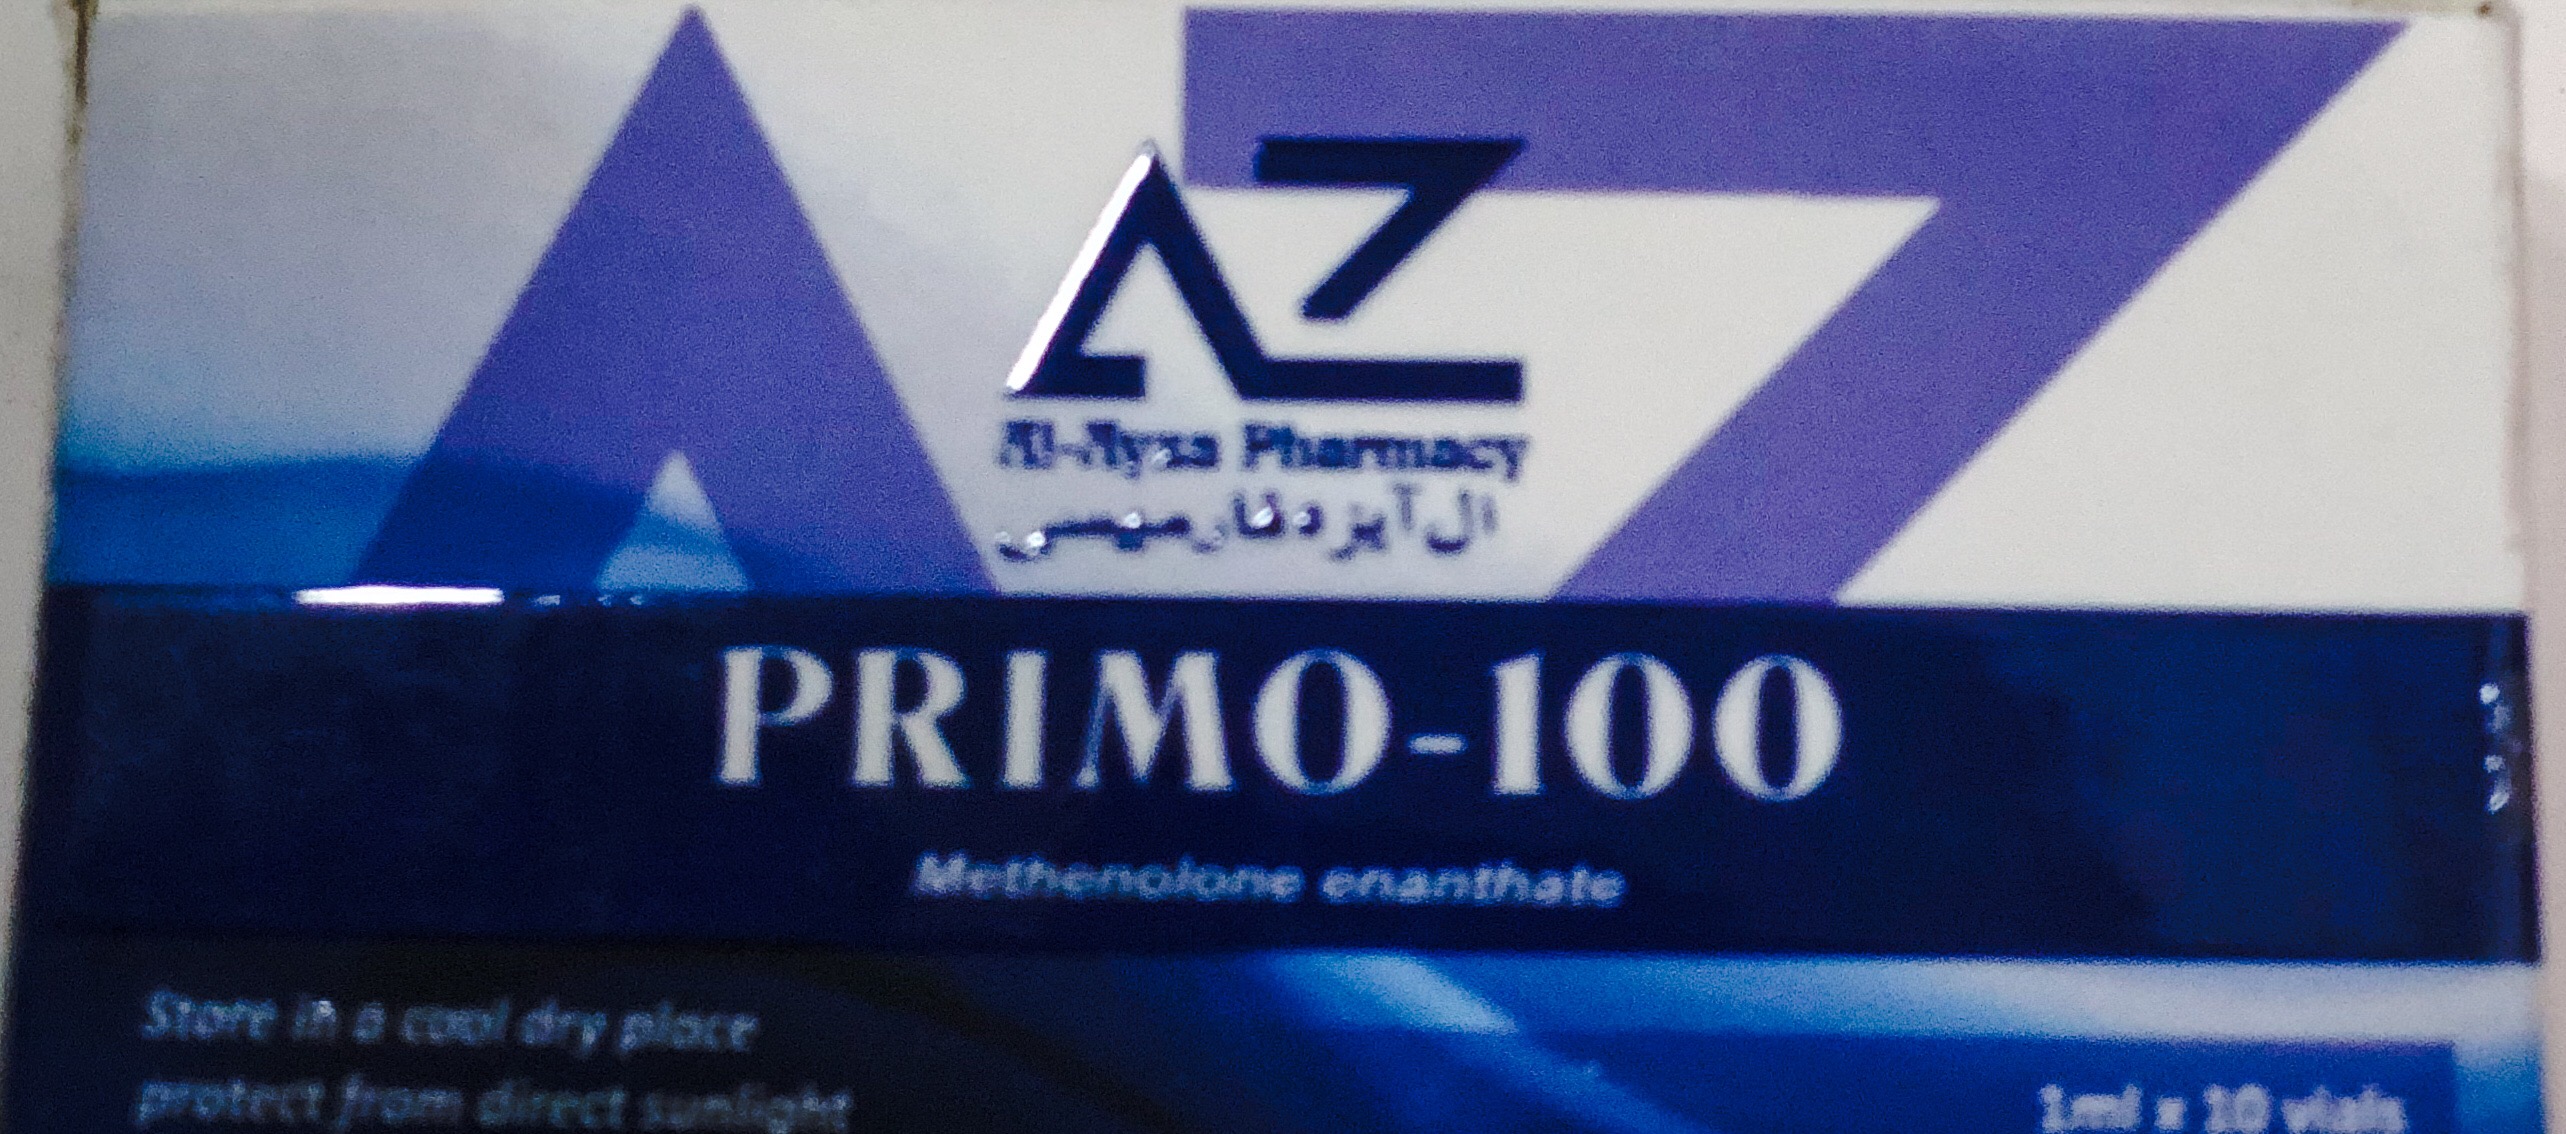 AZ
Al-Ayza Pharmacy
ال آیزد فارمیسی
PRIMO-100
Methenolone enanthate
Store in a cool dry place
protect from direct sunlight
1ml x 10 vials